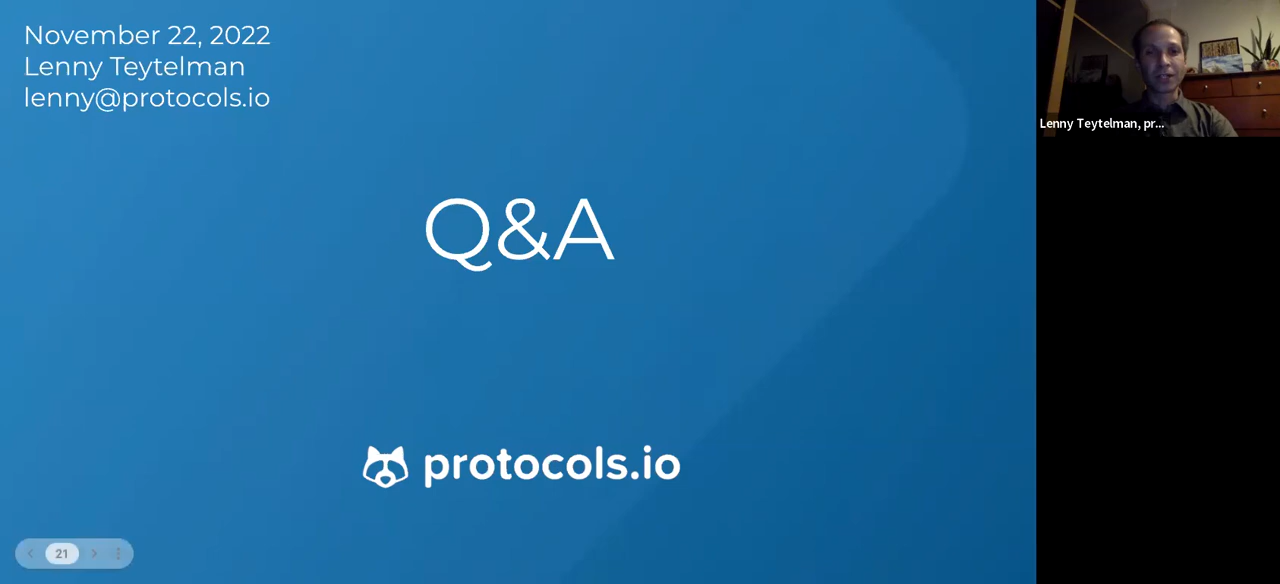 November 22, 2022
Lenny Teytelman
lenny@protocols.io
Lenny Teytelman, pr...
Q&A
protocols.io
21